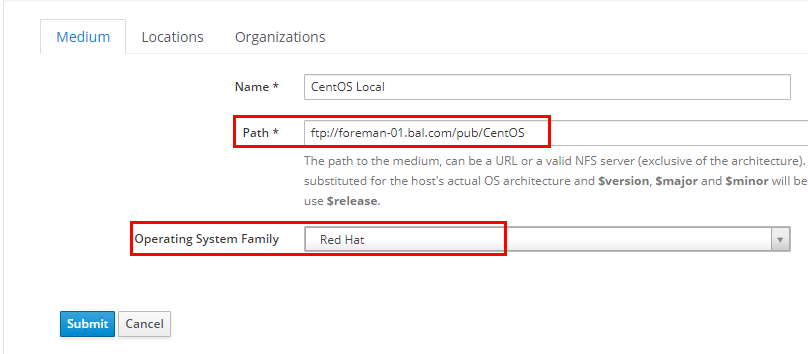 Medium Locations Organizations
Name * CentOS Local
Path * ftp://foreman-01.bal.com/pub/CentOS
The path to the medium, can be a URL or a valid NFS server (exclusive of the architecture).
substituted for the host's actual OS architecture and $version, $major and $minor will be
use $release.
Operating System Family Red Hat
Submit Cancel